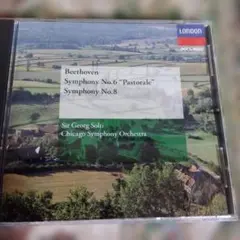 LONDON
Beethoven
Symphony No.6 "Pastorale"
Symphony No.8
Sir Georg Solti
Chicago Symphony Orchestra